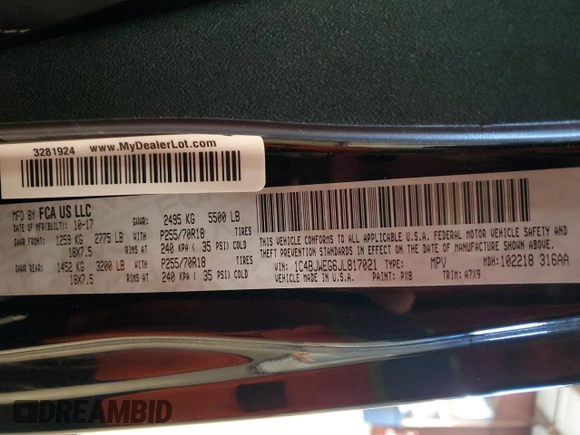 3281924 www.MyDealerLot.com
MFD BY FCA US LLC
DATE OF MFR(BUILT): 10-17 GVWR: 2495 KG 5500 LB
GAWR FRONT: 1259 KG 2775 LB WITH P255/70R18 TIRES
18X7.5 RIMS AT 240 KPA ( 35 PSI) COLD
GAWR REAR: 1452 KG 3200 LB WITH P255/70R18 TIRES
18X7.5 RIMS AT 240 KPA ( 35 PSI) COLD
THIS VEHICLE CONFORMS TO ALL APPLICABLE U.S.A. FEDERAL MOTOR VEHICLE SAFETY AND
THEFT PREVENTION STANDARDS IN EFFECT ON THE DATE OF MANUFACTURE SHOWN ABOVE.
VIN: 1C4BJWEG6JL817021 TYPE: MPV MDH: 102218 316AA
VEHICLE MADE IN U.S.A. PAINT: PX8 TRIM: A7X9
DREAMBID